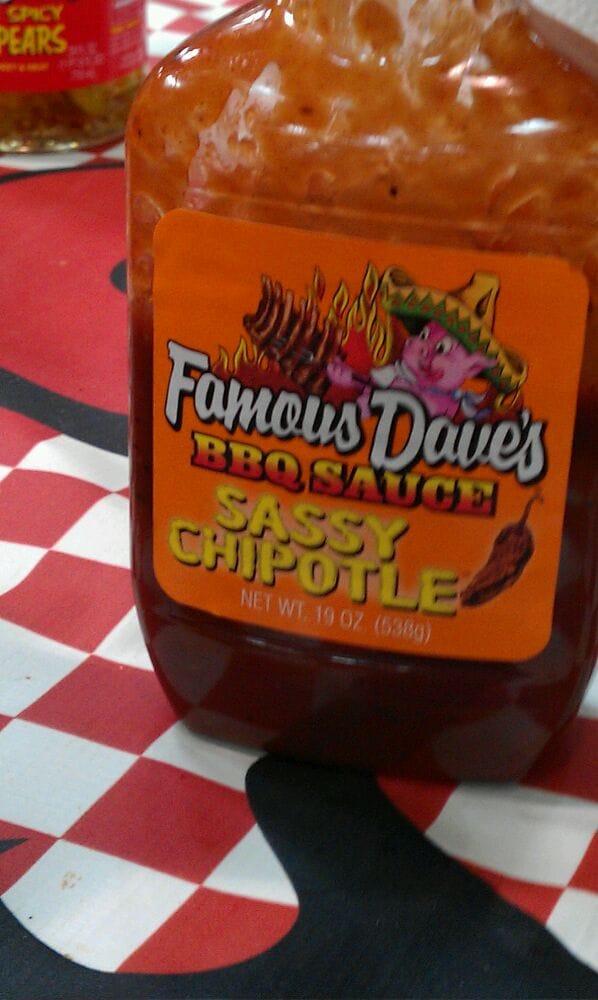 SPICY
PEARS
Famous Dave's
BBQ SAUCE
SASSY
CHIPOTLE
NET WT. 19 OZ. (538g)